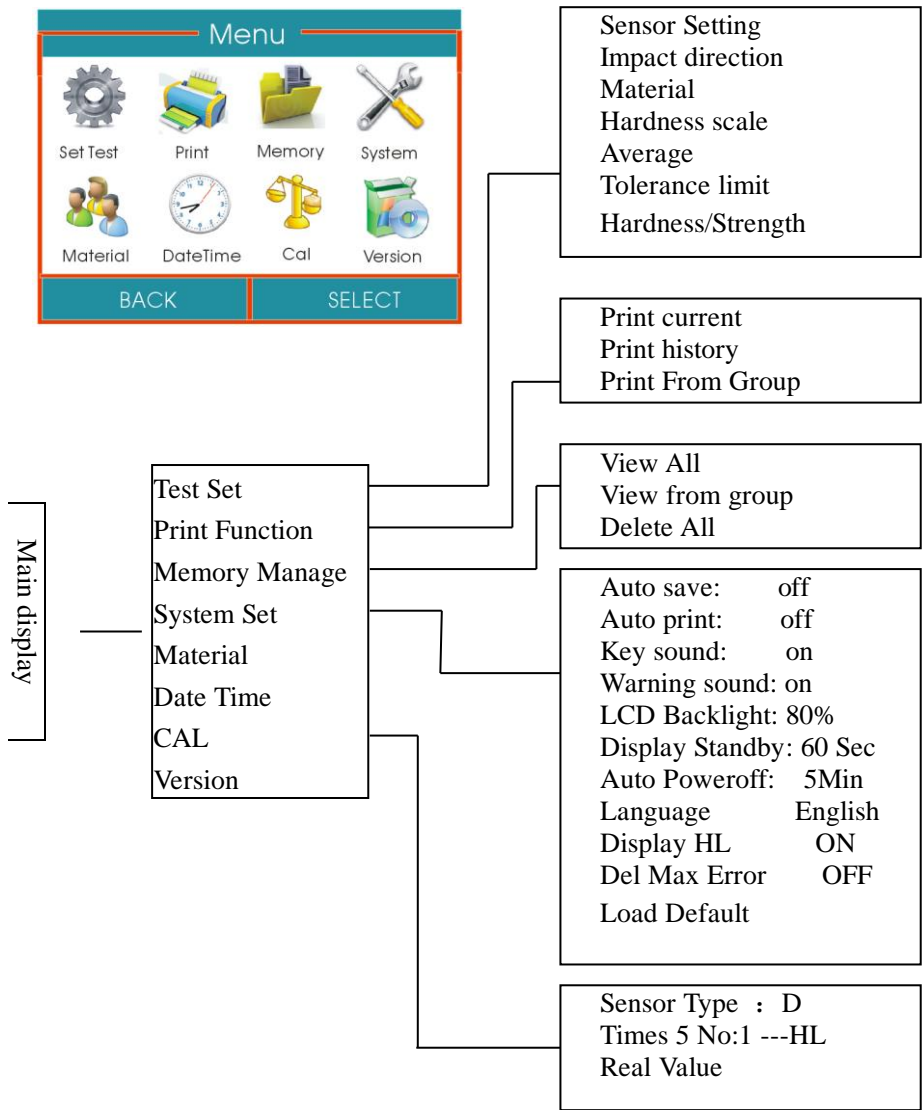 Menu
Set Test Print Memory System
Material DateTime Cal Version
BACK SELECT
Main display
Test Set
Print Function
Memory Manage
System Set
Material
Date Time
CAL
Version
Sensor Setting
Impact direction
Material
Hardness scale
Average
Tolerance limit
Hardness/Strength
Print current
Print history
Print From Group
View All
View from group
Delete All
Auto save: off
Auto print: off
Key sound: on
Warning sound: on
LCD Backlight: 80%
Display Standby: 60 Sec
Auto Poweroff: 5Min
Language English
Display HL ON
Del Max Error OFF
Load Default
Sensor Type ：D
Times 5 No:1 ---HL
Real Value